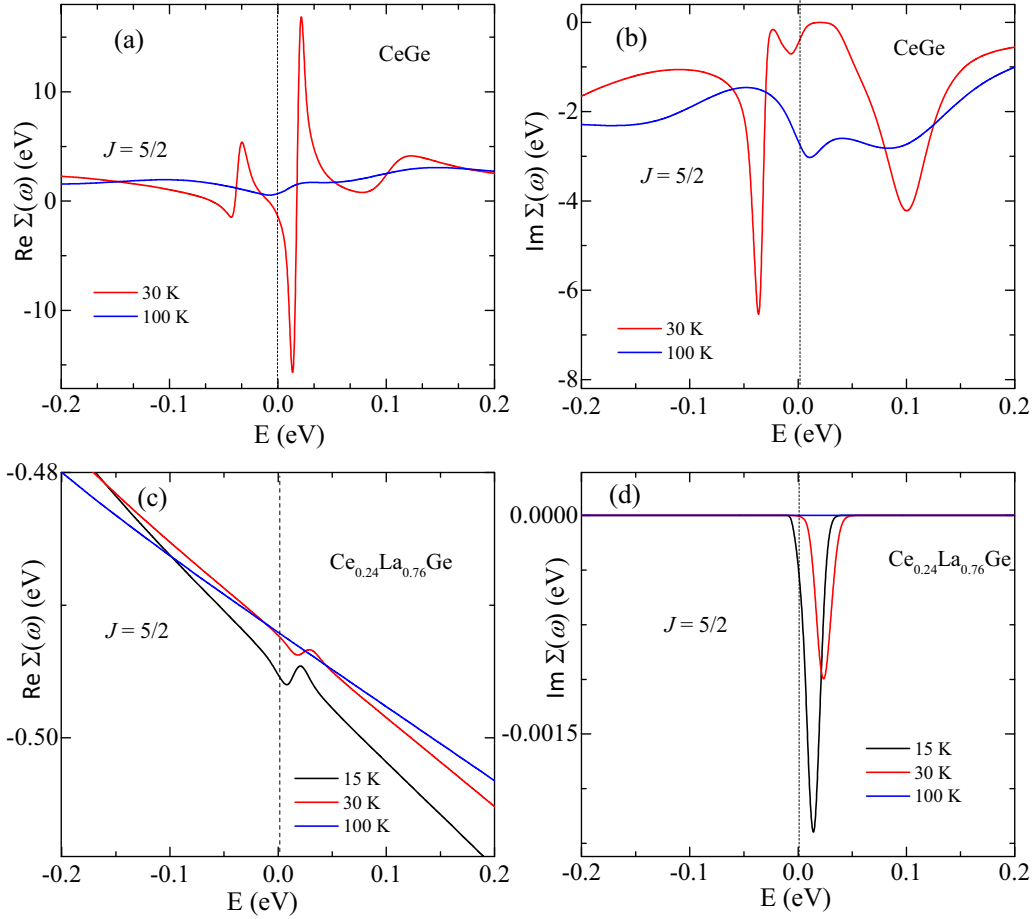 (a)
CeGe
J = 5/2
Re Σ(ω) (eV)
10
0
-10
30 K
100 K
-0.2 -0.1 0.0 0.1 0.2
E (eV)
(b)
CeGe
J = 5/2
Im Σ(ω) (eV)
0
-2
-4
-6
-8
30 K
100 K
-0.2 -0.1 0.0 0.1 0.2
E (eV)
(c)
Ce0.24La0.76Ge
J = 5/2
Re Σ(ω) (eV)
-0.48
-0.50
15 K
30 K
100 K
-0.2 -0.1 0.0 0.1 0.2
E (eV)
(d)
Ce0.24La0.76Ge
J = 5/2
Im Σ(ω) (eV)
0.0000
-0.0015
15 K
30 K
100 K
-0.2 -0.1 0.0 0.1 0.2
E (eV)